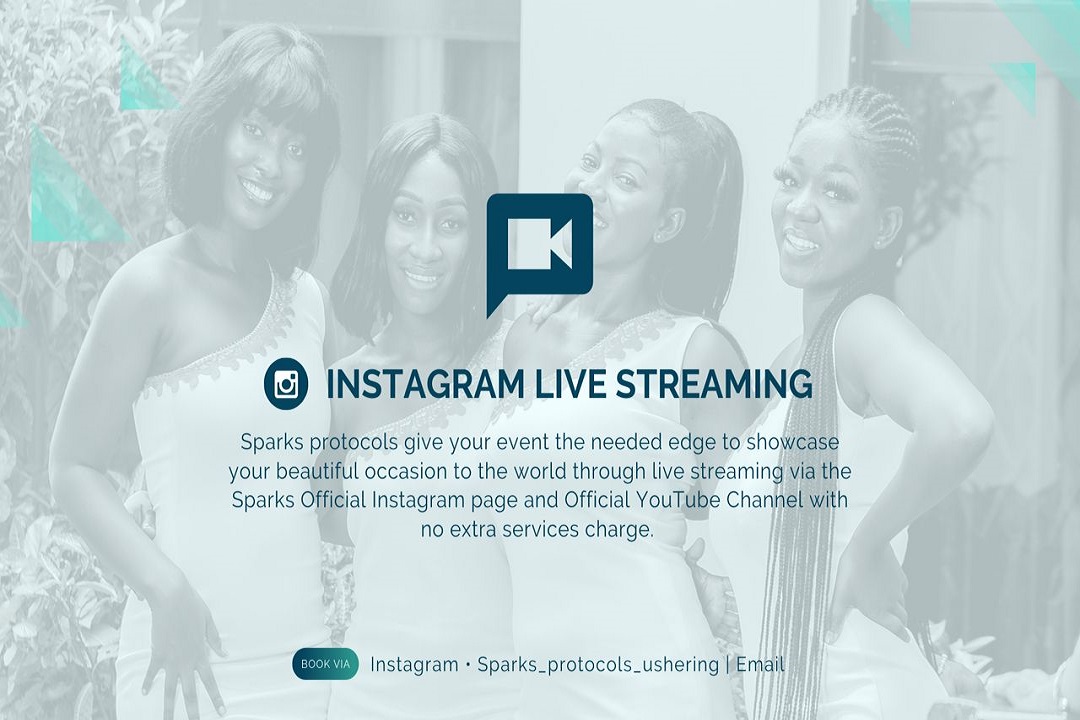 INSTAGRAM LIVE STREAMING
Sparks protocols give your event the needed edge to showcase
your beautiful occasion to the world through live streaming via the
Sparks Official Instagram page and Official YouTube Channel with
no extra services charge.
BOOK VIA Instagram • Sparks_protocols_ushering | Email